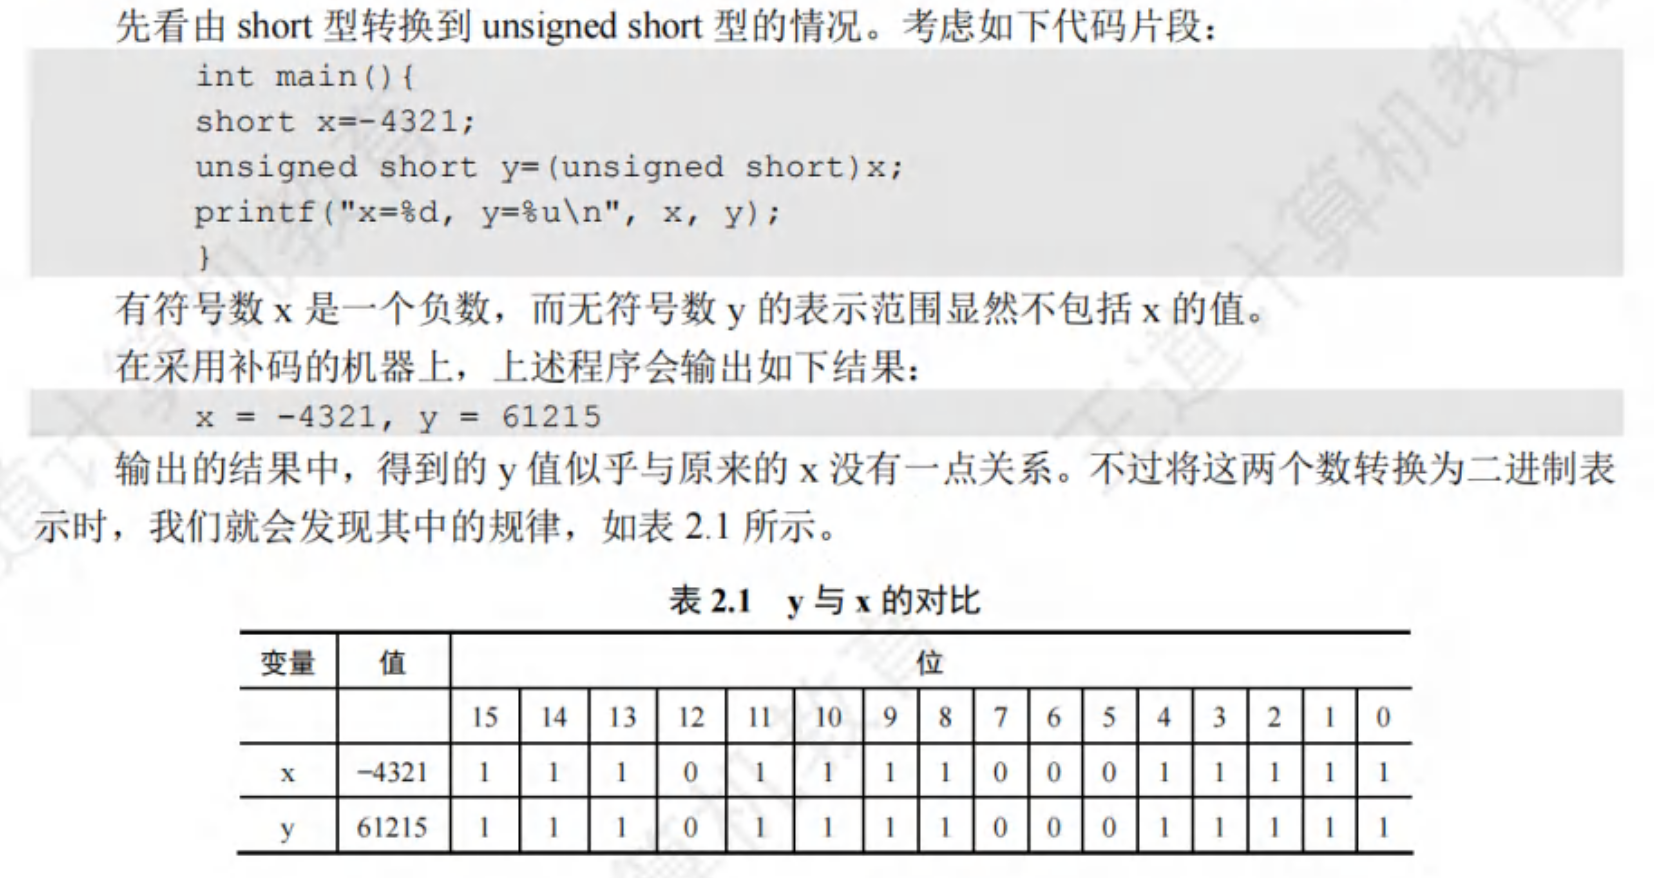 先看由 short 型转换到 unsigned short 型的情况。考虑如下代码片段：
int main(){
short x=-4321;
unsigned short y=(unsigned short)x;
printf("x=%d, y=%u\n", x, y);
}
有符号数 x 是一个负数，而无符号数 y 的表示范围显然不包括 x 的值。
在采用补码的机器上，上述程序会输出如下结果：
x = -4321, y = 61215
输出的结果中，得到的 y 值似乎与原来的 x 没有一点关系。不过将这两个数转换为二进制表
示时，我们就会发现其中的规律，如表 2.1 所示。
表 2.1 y 与 x 的对比
变量 值 位
15 14 13 12 11 10 9 8 7 6 5 4 3 2 1 0
x −4321 1 1 1 0 1 1 1 1 0 0 0 1 1 1 1 1
y 61215 1 1 1 0 1 1 1 1 0 0 0 1 1 1 1 1
王道计算机教育